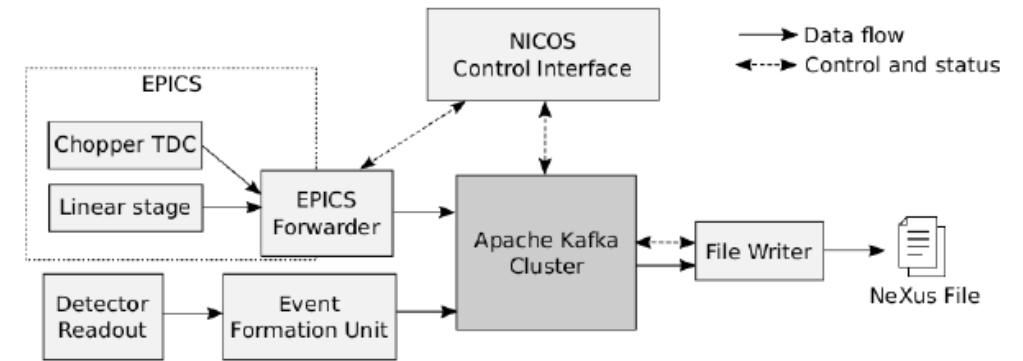 NICOS
Control Interface
Data flow
Control and status
EPICS
Chopper TDC
Linear stage
EPICS
Forwarder
Apache Kafka
Cluster
File Writer
NeXus File
Detector
Readout
Event
Formation Unit